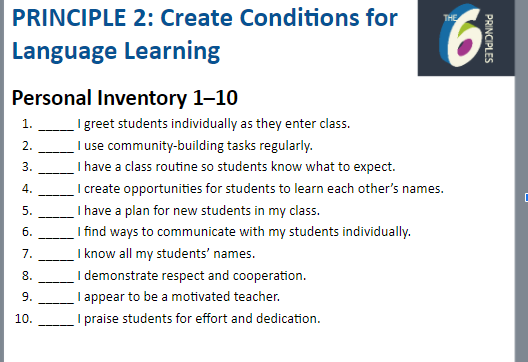 PRINCIPLE 2: Create Conditions for
Language Learning
THE
6
PRINCIPLES
Personal Inventory 1–10
1. _____ I greet students individually as they enter class.
2. _____ I use community-building tasks regularly.
3. _____ I have a class routine so students know what to expect.
4. _____ I create opportunities for students to learn each other’s names.
5. _____ I have a plan for new students in my class.
6. _____ I find ways to communicate with my students individually.
7. _____ I know all my students’ names.
8. _____ I demonstrate respect and cooperation.
9. _____ I appear to be a motivated teacher.
10. _____ I praise students for effort and dedication.